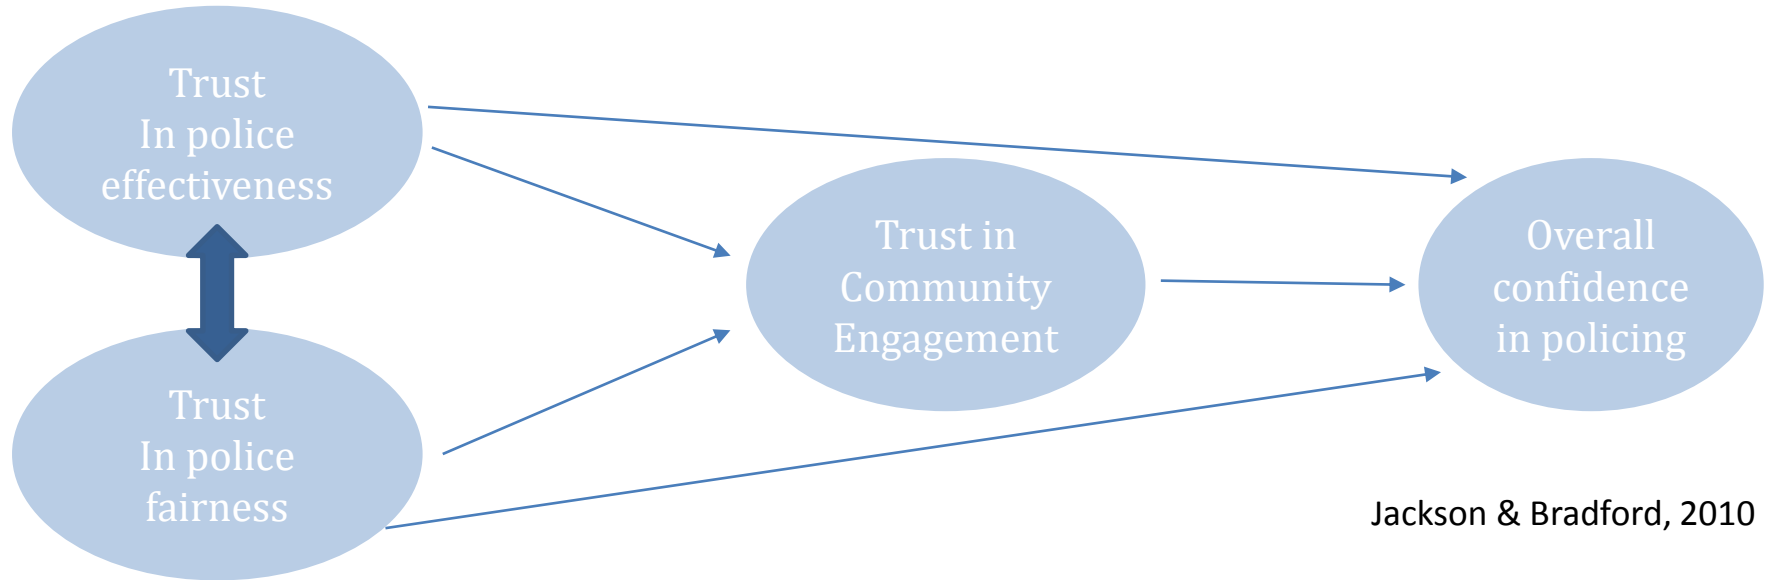 Trust
In police
effectiveness
Trust in
Community
Engagement
Overall
confidence
in policing
Trust
In police
fairness
Jackson & Bradford, 2010